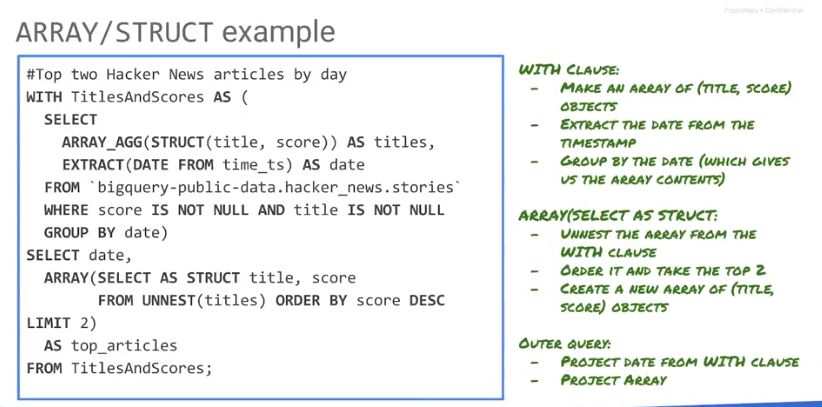 Proprietary + Confidential
ARRAY/STRUCT example
#Top two Hacker News articles by day
WITH TitlesAndScores AS (
SELECT
ARRAY_AGG(STRUCT(title, score)) AS titles,
EXTRACT(DATE FROM time_ts) AS date
FROM `bigquery-public-data.hacker_news.stories`
WHERE score IS NOT NULL AND title IS NOT NULL
GROUP BY date)
SELECT date,
ARRAY(SELECT AS STRUCT title, score
FROM UNNEST(titles) ORDER BY score DESC
LIMIT 2)
AS top_articles
FROM TitlesAndScores;
WITH Clause:
- Make an array of (title, score)
objects
- Extract the date from the
timestamp
- Group by the date (which gives
us the array contents)
ARRAY(SELECT AS STRUCT:
- Unnest the array from the
WITH clause
- Order it and take the top 2
- Create a new array of (title,
score) objects
Outer query:
- Project date from WITH clause
- Project Array